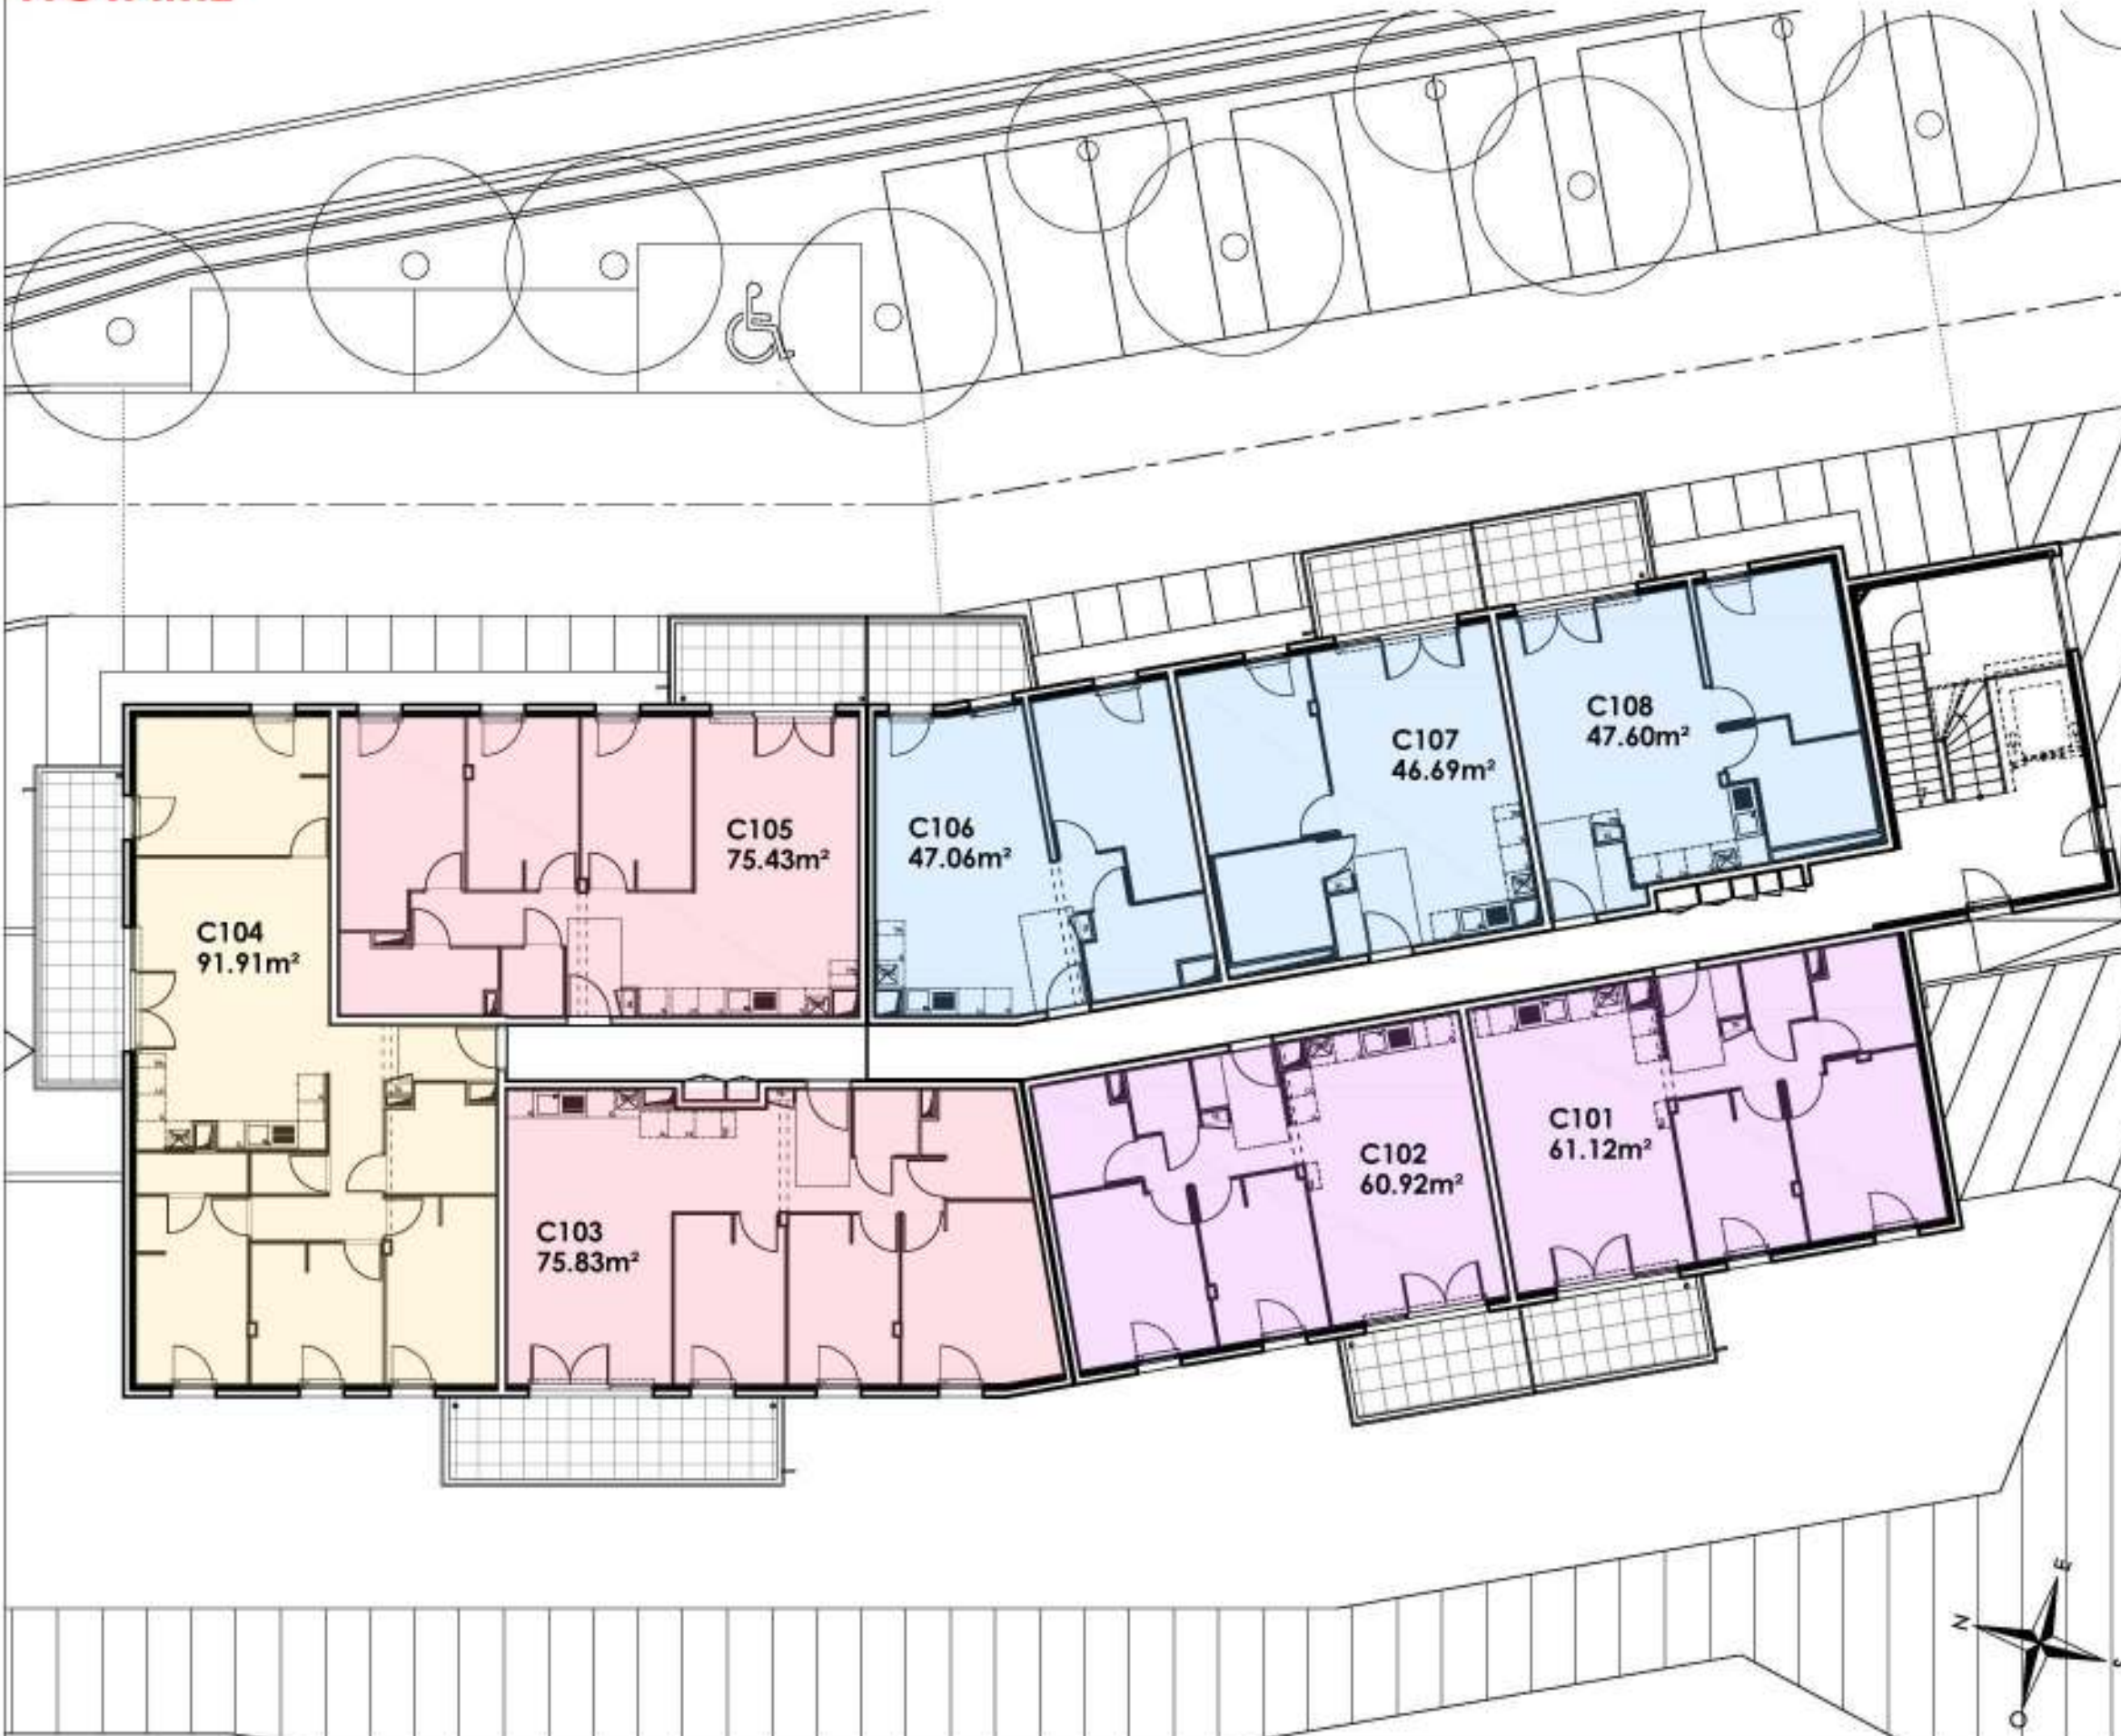 C108
47.60m²
C107
46.69m²
C105
75.43m²
C106
47.06m²
C104
91.91m²
C101
61.12m²
C102
60.92m²
C103
75.83m²
E
N
S
O